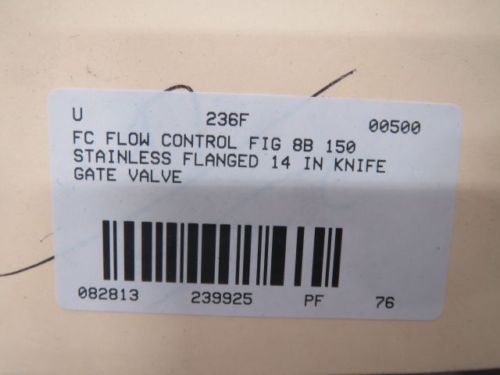 U 236F 00500
FC FLOW CONTROL FIG 8B 150
STAINLESS FLANGED 14 IN KNIFE
GATE VALVE
082813 239925 PF 76